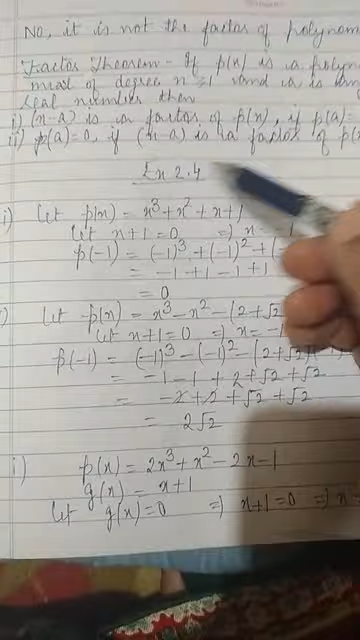 No, it is not the factor of polynom
Factor Theorem - If p(x) is a polyno
mial of degree n ≥ 1 and a is any
real number then
i) (x-a) is a factor of p(x), if p(a) =
ii) p(a)=0, if (x-a) is a factor of p(x
Ex 2.4
i) let p(x) = x³ + x² + x + 1
let x+1 = 0 ⇒ x = -1
p(-1) = (-1)³ + (-1)² + (
= -1 + 1 - 1 + 1
= 0
) let p(x) = x³ - x² - (2+√2
let x+1=0 ⇒ x = -1
p(-1) = (-1)³ - (-1)² - (2+√2)(-1)
= -1 - 1 + 2 + √2 + √2
= -2 + 2 + √2 + √2
= 2√2
i) p(x) = 2x³ + x² - 2x - 1
g(x) = x+1
let g(x) = 0 ⇒ x+1 = 0 ⇒ x =